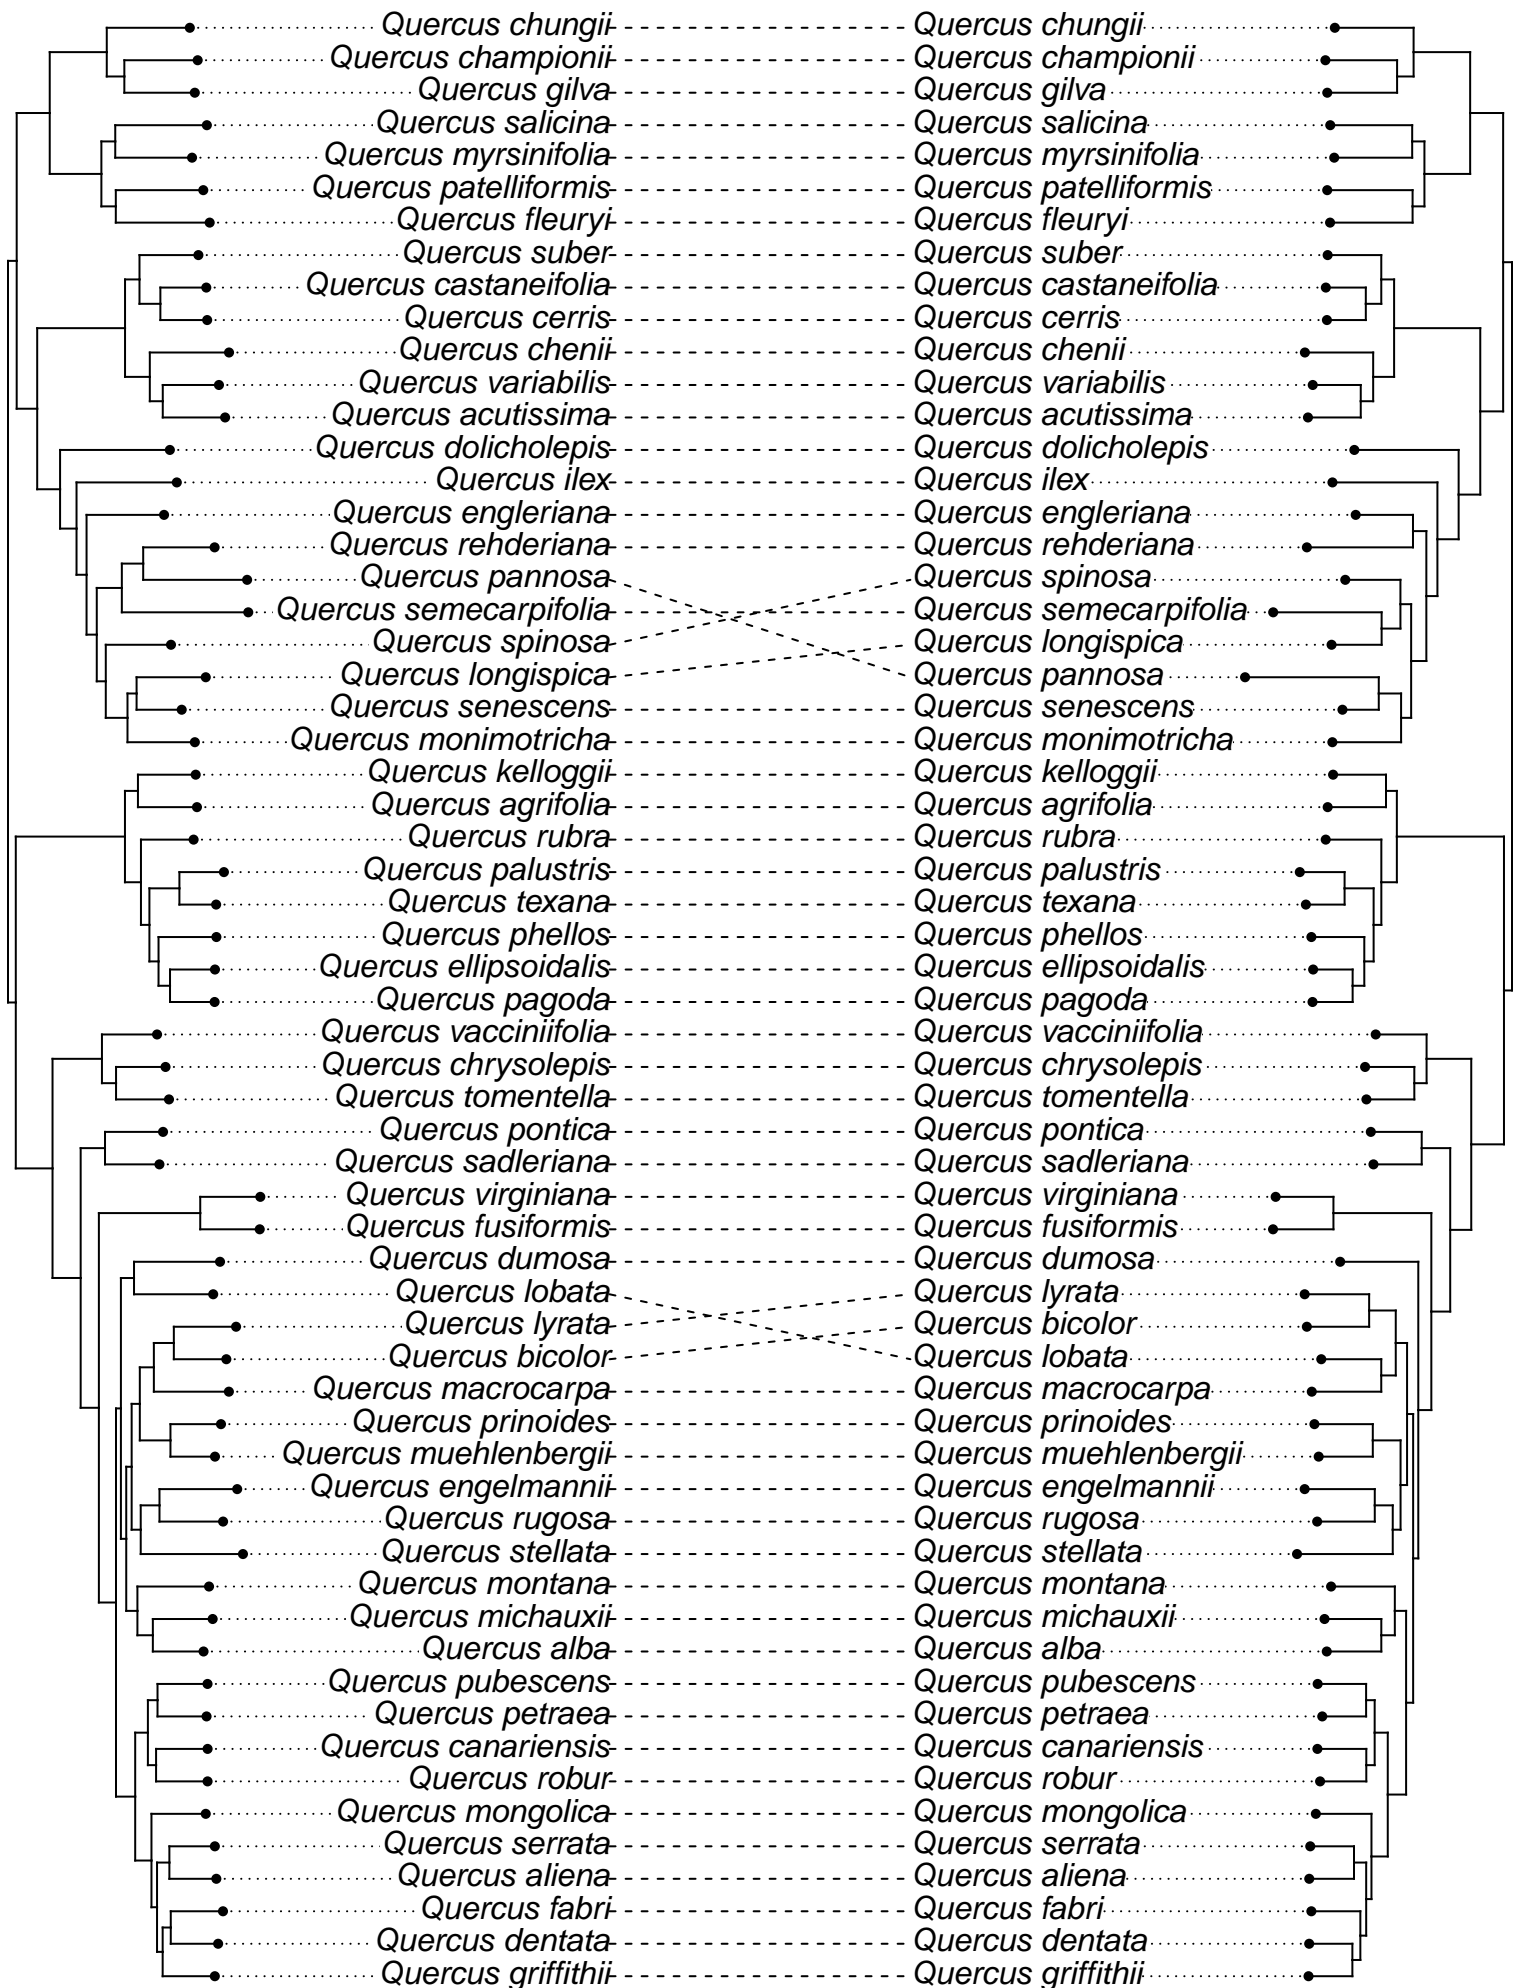 Quercus chungii Quercus chungii
Quercus championii Quercus championii
Quercus gilva Quercus gilva
Quercus salicina Quercus salicina
Quercus myrsinifolia Quercus myrsinifolia
Quercus patelliformis Quercus patelliformis
Quercus fleuryi Quercus fleuryi
Quercus suber Quercus suber
Quercus castaneifolia Quercus castaneifolia
Quercus cerris Quercus cerris
Quercus chenii Quercus chenii
Quercus variabilis Quercus variabilis
Quercus acutissima Quercus acutissima
Quercus dolicholepis Quercus dolicholepis
Quercus ilex Quercus ilex
Quercus engleriana Quercus engleriana
Quercus rehderiana Quercus rehderiana
Quercus pannosa Quercus spinosa
Quercus semecarpifolia Quercus semecarpifolia
Quercus spinosa Quercus longispica
Quercus longispica Quercus pannosa
Quercus senescens Quercus senescens
Quercus monimotricha Quercus monimotricha
Quercus kelloggii Quercus kelloggii
Quercus agrifolia Quercus agrifolia
Quercus rubra Quercus rubra
Quercus palustris Quercus palustris
Quercus texana Quercus texana
Quercus phellos Quercus phellos
Quercus ellipsoidalis Quercus ellipsoidalis
Quercus pagoda Quercus pagoda
Quercus vacciniifolia Quercus vacciniifolia
Quercus chrysolepis Quercus chrysolepis
Quercus tomentella Quercus tomentella
Quercus pontica Quercus pontica
Quercus sadleriana Quercus sadleriana
Quercus virginiana Quercus virginiana
Quercus fusiformis Quercus fusiformis
Quercus dumosa Quercus dumosa
Quercus lobata Quercus lyrata
Quercus lyrata Quercus bicolor
Quercus bicolor Quercus lobata
Quercus macrocarpa Quercus macrocarpa
Quercus prinoides Quercus prinoides
Quercus muehlenbergii Quercus muehlenbergii
Quercus engelmannii Quercus engelmannii
Quercus rugosa Quercus rugosa
Quercus stellata Quercus stellata
Quercus montana Quercus montana
Quercus michauxii Quercus michauxii
Quercus alba Quercus alba
Quercus pubescens Quercus pubescens
Quercus petraea Quercus petraea
Quercus canariensis Quercus canariensis
Quercus robur Quercus robur
Quercus mongolica Quercus mongolica
Quercus serrata Quercus serrata
Quercus aliena Quercus aliena
Quercus fabri Quercus fabri
Quercus dentata Quercus dentata
Quercus griffithii Quercus griffithii